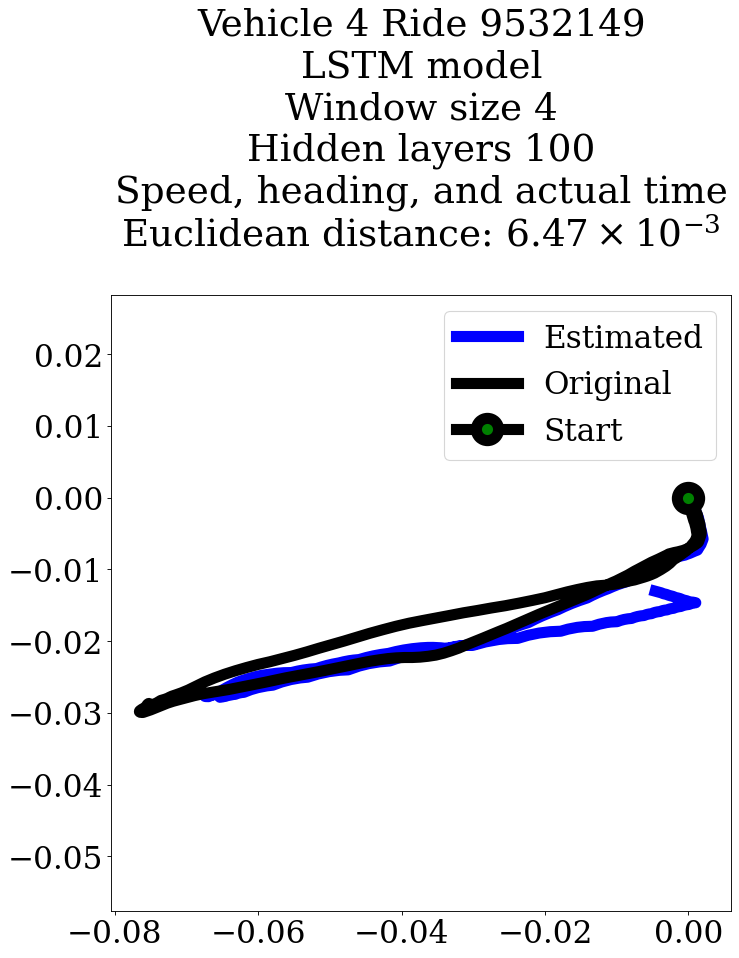 Vehicle 4 Ride 9532149
LSTM model
Window size 4
Hidden layers 100
Speed, heading, and actual time
Euclidean distance: 6.47 × 10⁻³
Estimated
Original
Start
0.02
0.01
0.00
−0.01
−0.02
−0.03
−0.04
−0.05
−0.08 −0.06 −0.04 −0.02 0.00